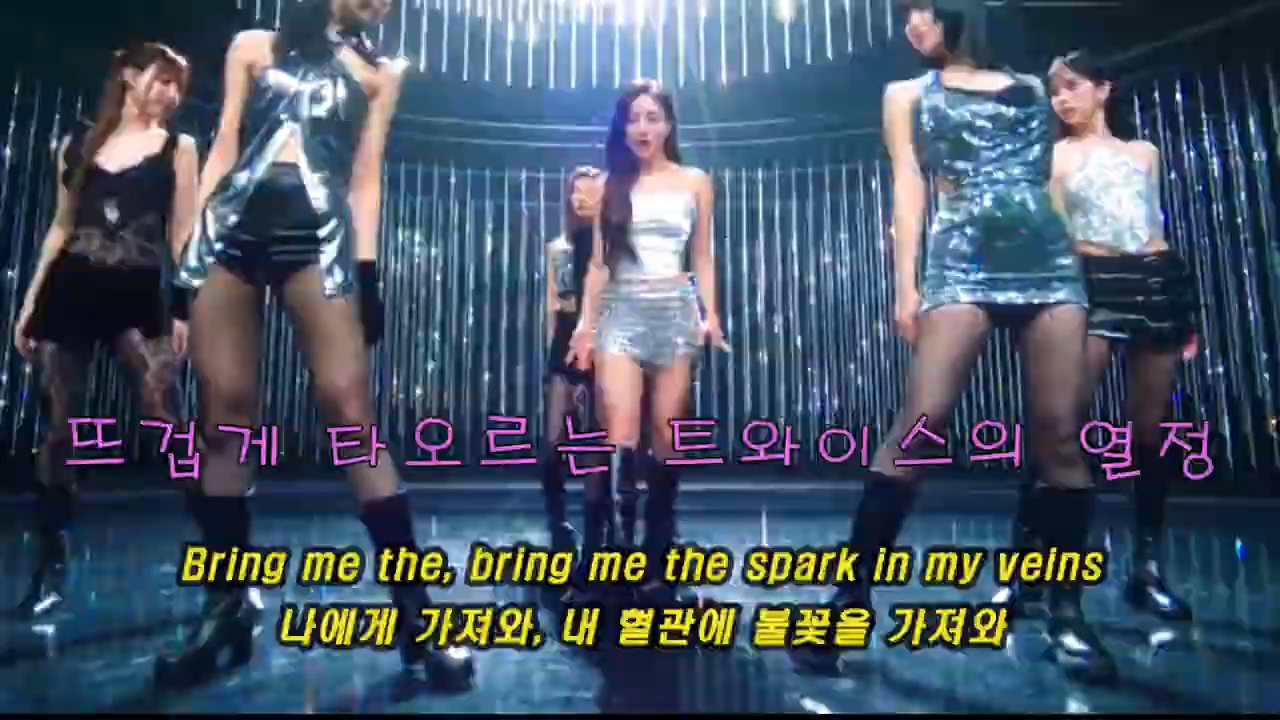 뜨겁게 타오르는 트와이스의 열정
Bring me the, bring me the spark in my veins
나에게 가져와, 내 혈관에 불꽃을 가져와